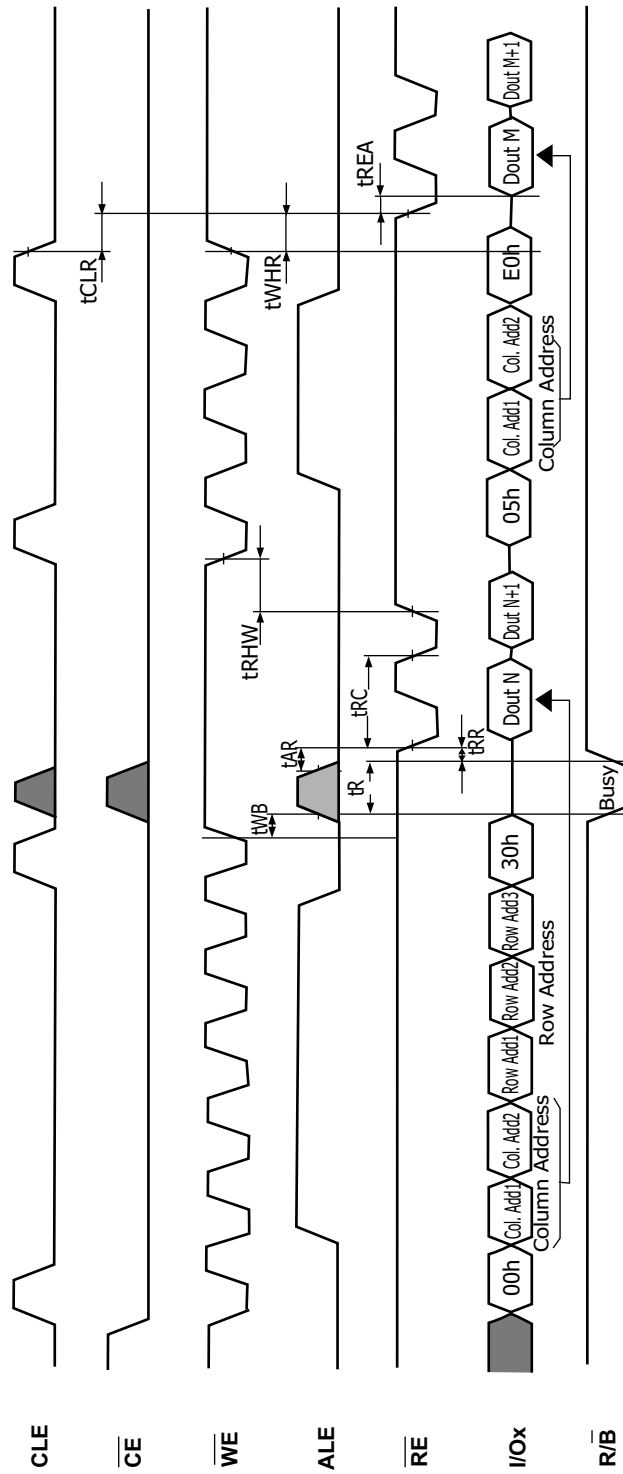 CLE
tCLR
CE
WE
tWB
tRHW
tWHR
ALE
tAR
tR
tRC
tRR
tREA
RE
I/Ox
00h
Col. Add1
Col. Add2
Row Add1
Row Add2
Row Add3
30h
Dout N
Dout N+1
05h
Col. Add1
Col. Add2
E0h
Dout M
Dout M+1
Column Address
Row Address
Column Address
R/B
Busy